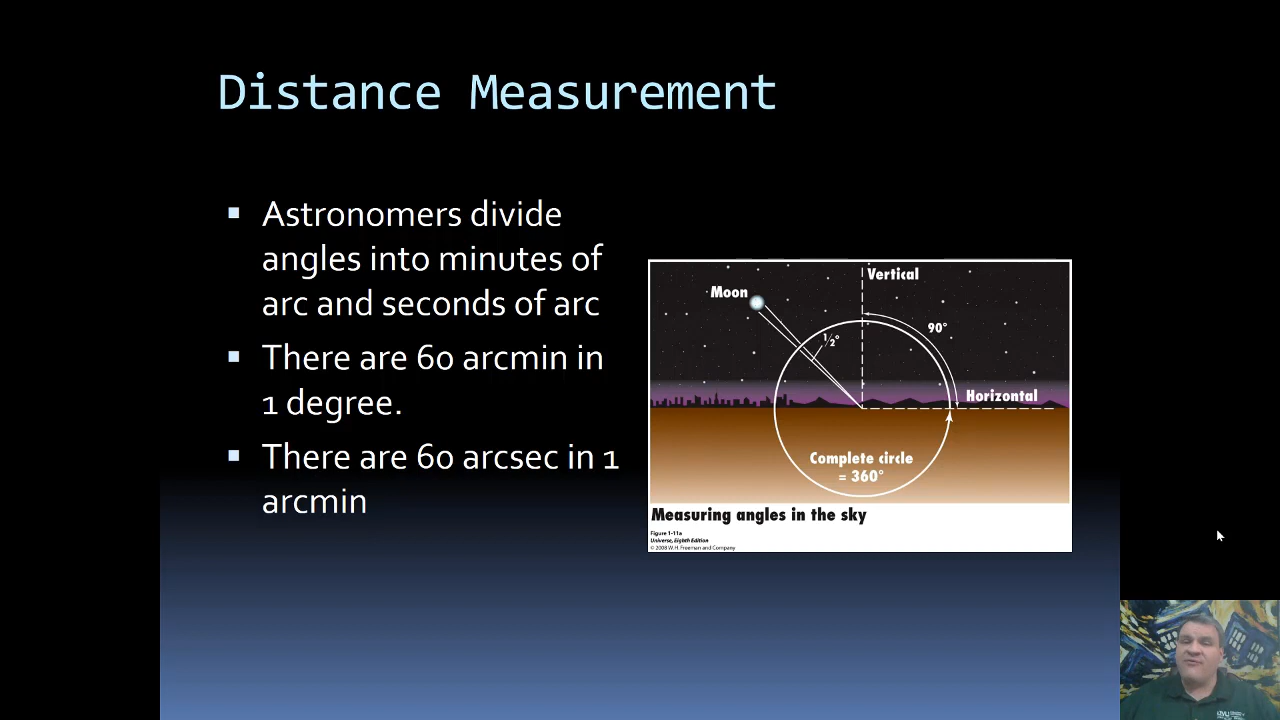 Distance Measurement
Astronomers divide
angles into minutes of
arc and seconds of arc
There are 60 arcmin in
1 degree.
There are 60 arcsec in 1
arcmin
Vertical
Moon
90°
½°
Horizontal
Complete circle
= 360°
Measuring angles in the sky
Figure 1-11a
Universe, Eighth Edition
© 2008 W.H. Freeman and Company